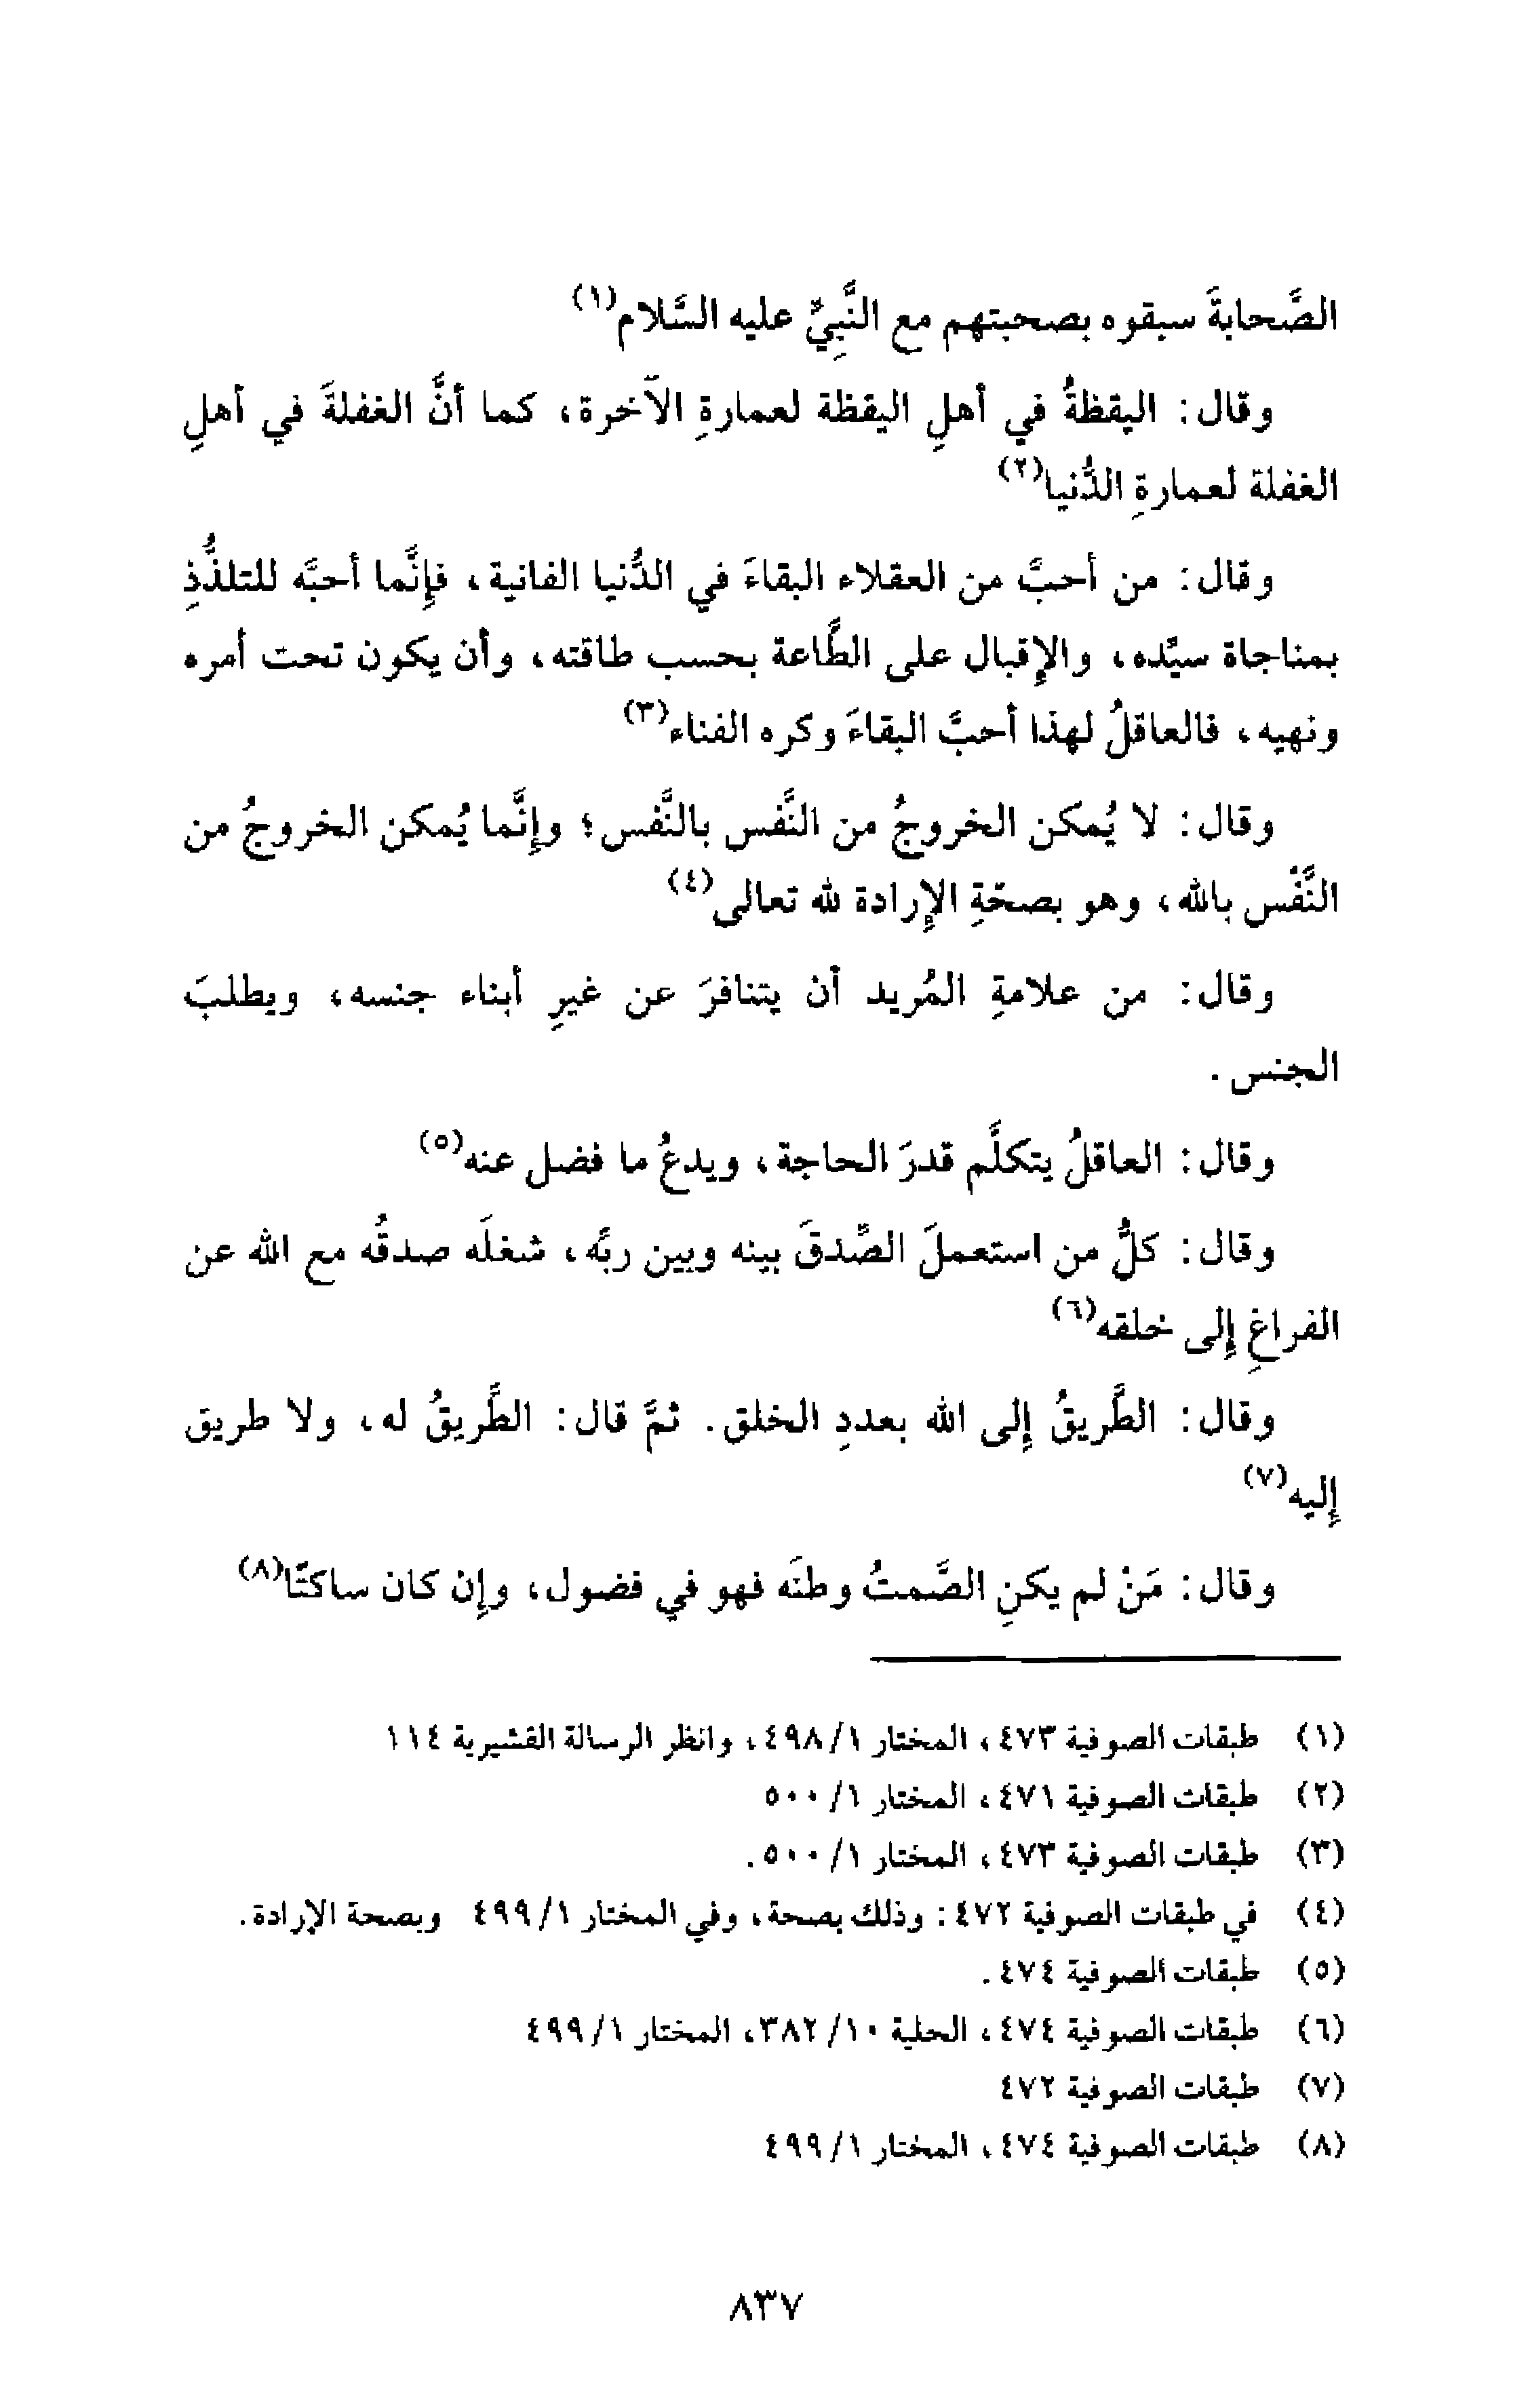 الصَّحابةَ سبقوه بصحبتهم مع النَّبِيِّ عليه السَّلام(١)
وقال: اليقظةُ في أهلِ اليقظة لعمارةِ الآخرة، كما أنَّ الغفلةَ في أهلِ
الغفلة لعمارةِ الدُّنيا(٢)
وقال: من أحبَّ من العقلاء البقاءَ في الدُّنيا الفانية، فإِنَّما أحبَّه للتلذُّذِ
بمناجاة سيِّده، والإِقبال على الطَّاعة بحسب طاقته، وأن يكون تحت أمره
ونهيه، فالعاقلُ لهذا أحبَّ البقاءَ وكره الفناء(٣)
وقال: لا يُمكن الخروجُ من النَّفس بالنَّفس؛ وإِنَّما يُمكن الخروجُ من
النَّفْس بالله، وهو بصحّةِ الإِرادة لله تعالى(٤)
وقال: من علامةِ المُريد أن يتنافرَ عن غيرِ أبناء جنسه، ويطلبَ
الجنس.
وقال: العاقلُ يتكلَّم قدرَ الحاجة، ويدعُ ما فضل عنه(٥)
وقال: كلُّ من استعملَ الصِّدقَ بينه وبين ربِّه، شغلَه صدقُه مع الله عن
الفراغِ إِلى خلقه(٦)
وقال: الطَّريقُ إِلى الله بعددِ الخلق. ثمَّ قال: الطَّريقُ له، ولا طريق
إِليه(٧)
وقال: مَنْ لم يكنِ الصَّمتُ وطنَه فهو في فضول، وإِن كان ساكتًا(٨)
(١) طبقات الصوفية ٤٧٣، المختار ٤٩٨/١، وانظر الرسالة القشيرية ١١٤
(٢) طبقات الصوفية ٤٧١، المختار ٥٠٠/١
(٣) طبقات الصوفية ٤٧٣، المختار ٥٠٠/١.
(٤) في طبقات الصوفية ٤٧٢: وذلك بصحة، وفي المختار ٤٩٩/١ وبصحة الإرادة.
(٥) طبقات الصوفية ٤٧٤.
(٦) طبقات الصوفية ٤٧٤، الحلية ٣٨٢/١٠، المختار ٤٩٩/١
(٧) طبقات الصوفية ٤٧٢
(٨) طبقات الصوفية ٤٧٤، المختار ٤٩٩/١
٨٣٧